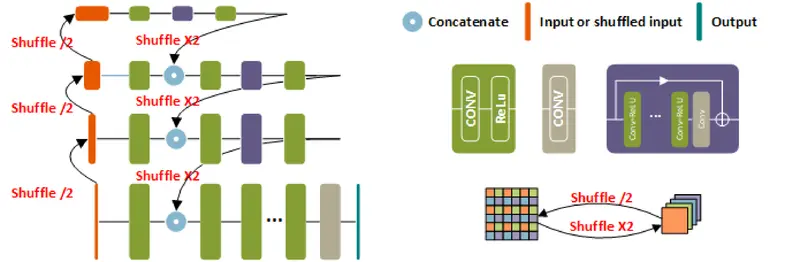 Concatenate
Input or shuffled input
Output
Shuffle /2
Shuffle X2
Shuffle X2
Shuffle /2
Shuffle X2
Shuffle /2
CONV
ReLu
CONV
Conv-ReLU
...
Conv-ReLU
Conv
Shuffle /2
Shuffle X2
...